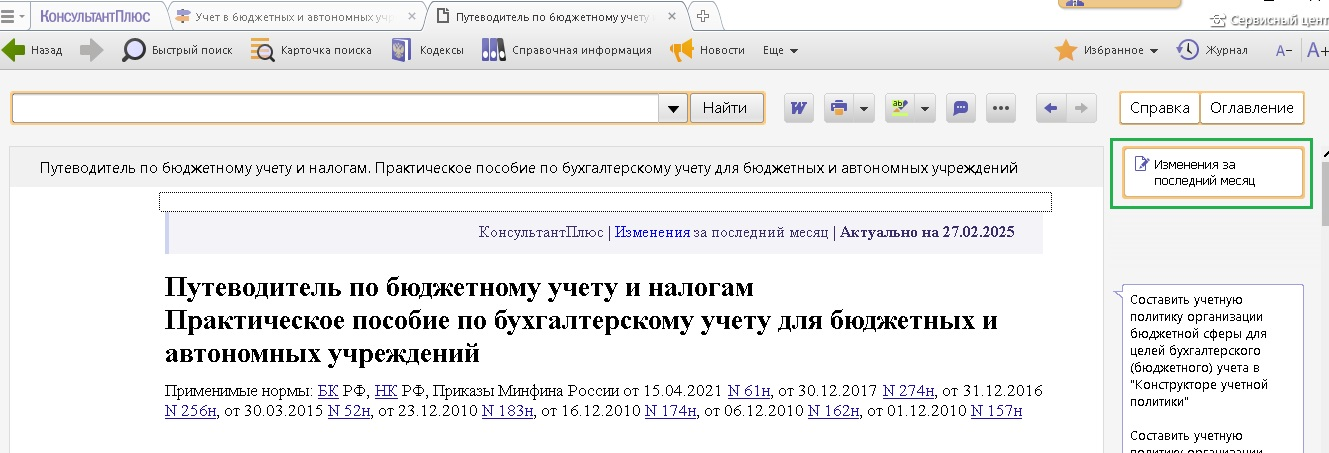 КОНСУЛЬТАНТПЛЮС
Учет в бюджетных и автономных
Путеводитель по бюджетному учету
Сервисный цент
Назад
Быстрый поиск
Карточка поиска
Кодексы
Справочная информация
Новости
Еще
Избранное
Журнал
А−
А+
Найти
W
ab
Справка
Оглавление
Путеводитель по бюджетному учету и налогам. Практическое пособие по бухгалтерскому учету для бюджетных и автономных учреждений
Изменения за
последний месяц
КонсультантПлюс | Изменения за последний месяц | Актуально на 27.02.2025
Путеводитель по бюджетному учету и налогам
Практическое пособие по бухгалтерскому учету для бюджетных и
автономных учреждений
Применимые нормы: БК РФ, НК РФ, Приказы Минфина России от 15.04.2021 N 61н, от 30.12.2017 N 274н, от 31.12.2016
N 256н, от 30.03.2015 N 52н, от 23.12.2010 N 183н, от 16.12.2010 N 174н, от 06.12.2010 N 162н, от 01.12.2010 N 157н
Составить учетную
политику организации
бюджетной сферы для
целей бухгалтерского
(бюджетного) учета в
"Конструкторе учетной
политики"
Составить учетную
политику организации